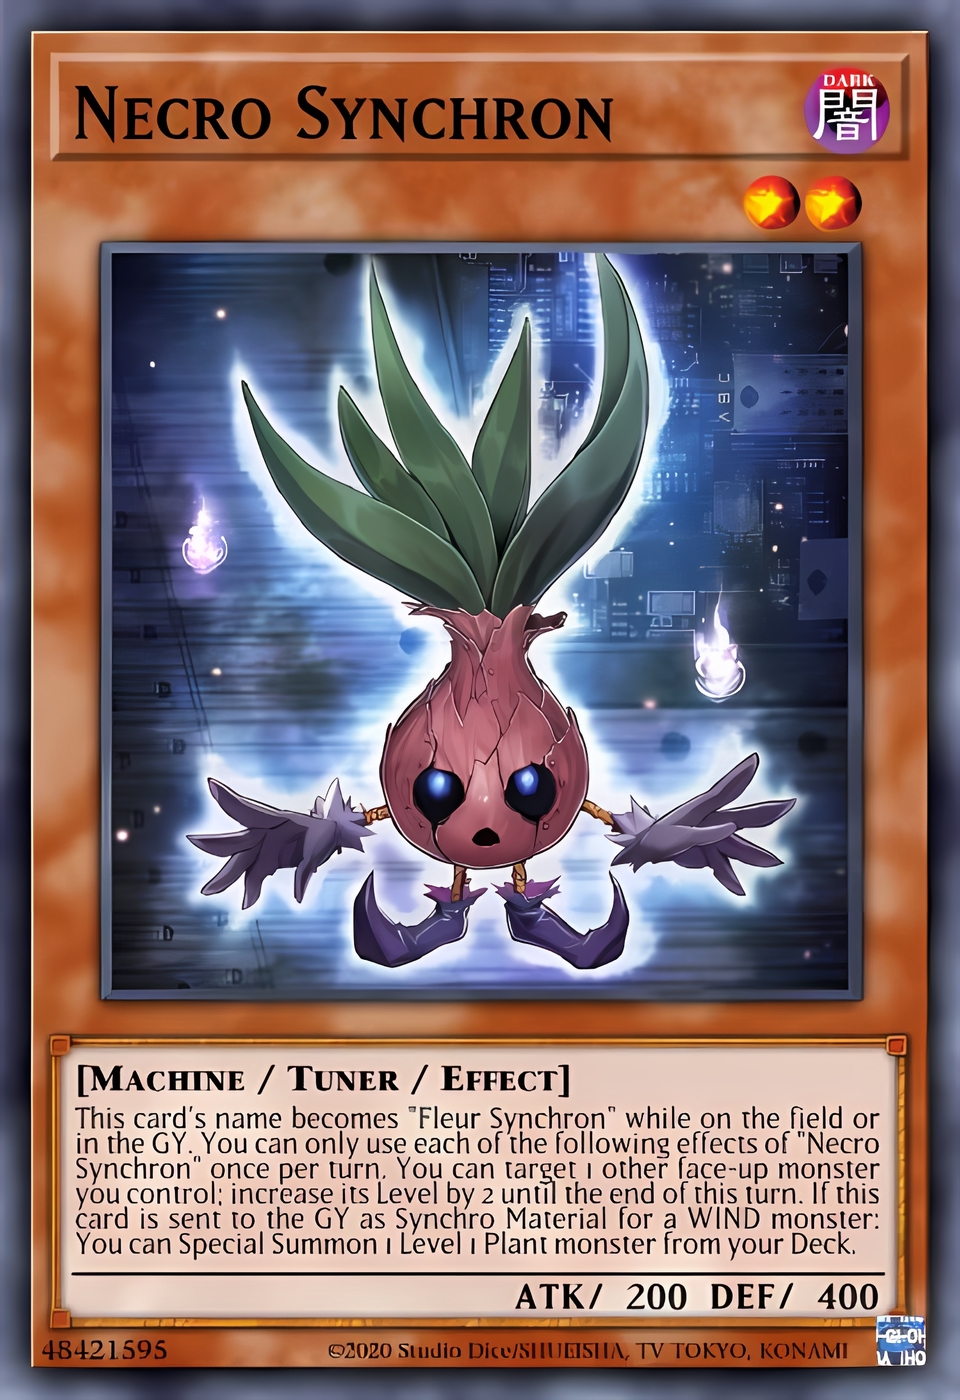 NECRO SYNCHRON
DARK
闇
[MACHINE / TUNER / EFFECT]
This card's name becomes "Fleur Synchron" while on the field or
in the GY. You can only use each of the following effects of "Necro
Synchron" once per turn. You can target 1 other face-up monster
you control; increase its Level by 2 until the end of this turn. If this
card is sent to the GY as Synchro Material for a WIND monster:
You can Special Summon 1 Level 1 Plant monster from your Deck.
ATK/ 200 DEF/ 400
48421595
©2020 Studio Dice/SHUEISHA, TV TOKYO, KONAMI